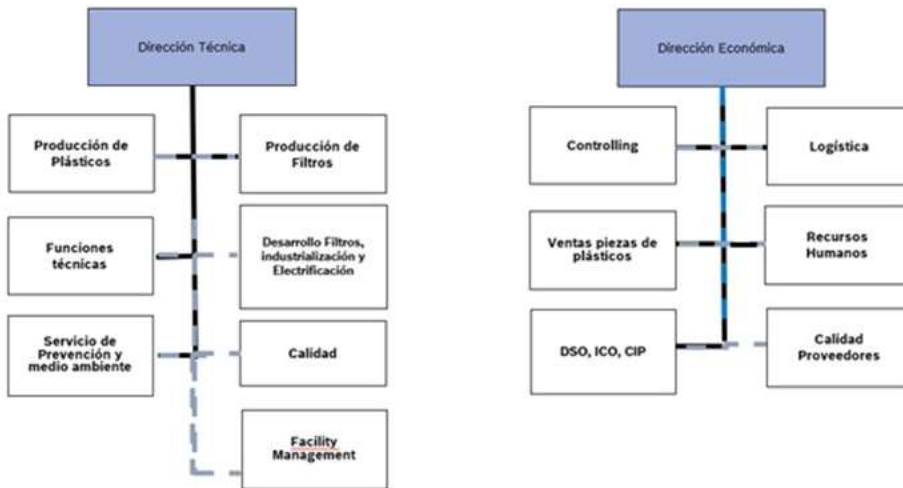 Dirección Técnica
Producción de
Plásticos
Producción de
Filtros
Funciones
técnicas
Desarrollo Filtros,
industrialización y
Electrificación
Servicio de
Prevención y
medio ambiente
Calidad
Facility
Management
Dirección Económica
Controlling
Logística
Ventas piezas de
plásticos
Recursos
Humanos
DSO, ICO, CIP
Calidad
Proveedores